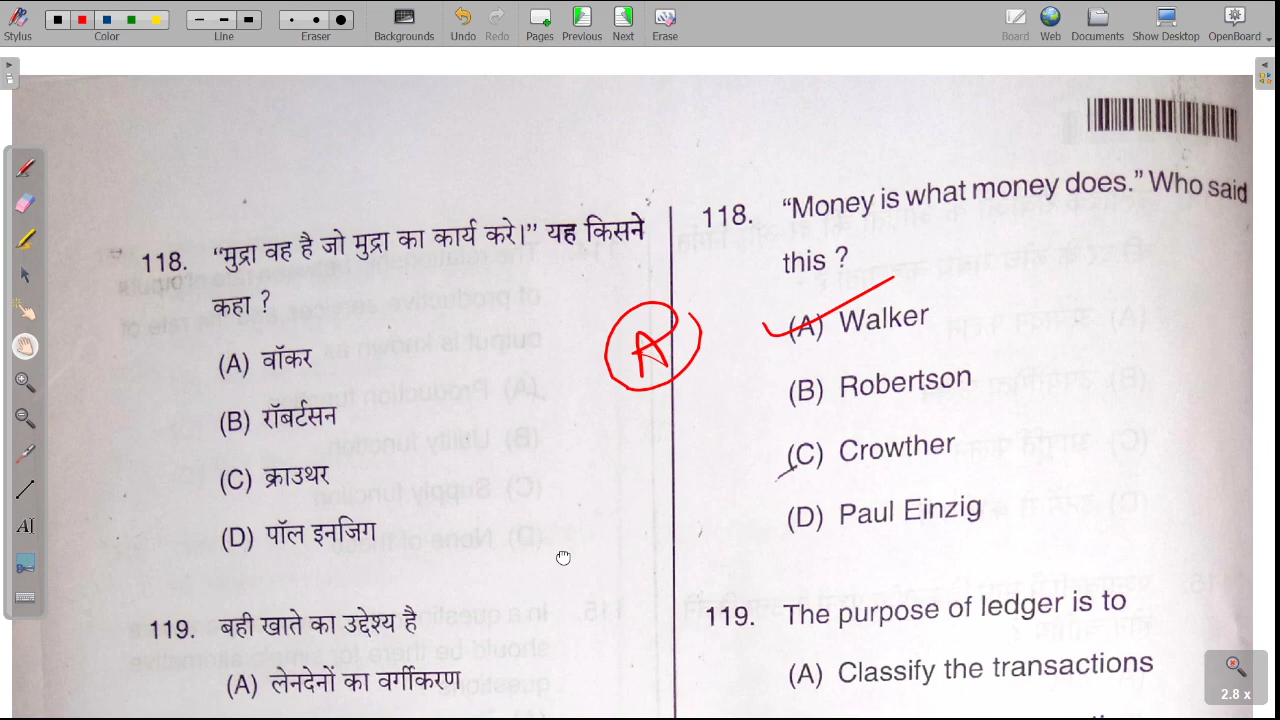 Stylus
Color
Line
Eraser
Backgrounds
Undo
Redo
Pages
Previous
Next
Erase
Board
Web
Documents
Show Desktop
OpenBoard
118. “मुद्रा वह है जो मुद्रा का कार्य करे।” यह किसने
कहा ?
(A) वॉकर
(B) रॉबर्टसन
(C) क्राउथर
(D) पॉल इनजिग
119. बही खाते का उद्देश्य है
(A) लेनदेनों का वर्गीकरण
A
118. “Money is what money does.” Who said
this ?
(A) Walker
(B) Robertson
(C) Crowther
(D) Paul Einzig
119. The purpose of ledger is to
(A) Classify the transactions
2.8 x